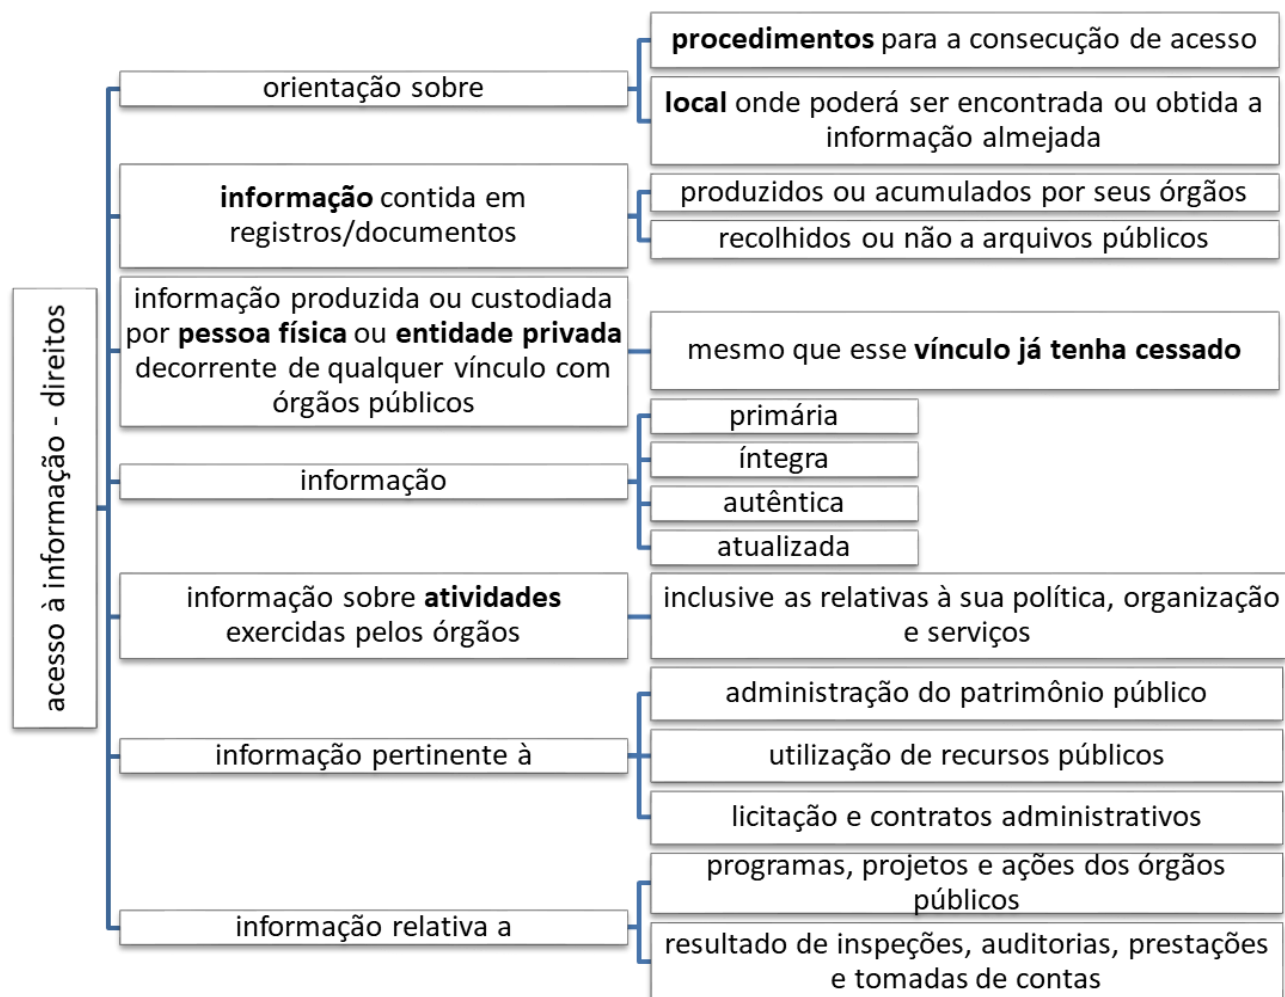 acesso à informação - direitos
orientação sobre
procedimentos para a consecução de acesso
local onde poderá ser encontrada ou obtida a
informação almejada
informação contida em
registros/documentos
produzidos ou acumulados por seus órgãos
recolhidos ou não a arquivos públicos
informação produzida ou custodiada
por pessoa física ou entidade privada
decorrente de qualquer vínculo com
órgãos públicos
mesmo que esse vínculo já tenha cessado
informação
primária
íntegra
autêntica
atualizada
informação sobre atividades
exercidas pelos órgãos
inclusive as relativas à sua política, organização
e serviços
informação pertinente à
administração do patrimônio público
utilização de recursos públicos
licitação e contratos administrativos
informação relativa a
programas, projetos e ações dos órgãos
públicos
resultado de inspeções, auditorias, prestações
e tomadas de contas